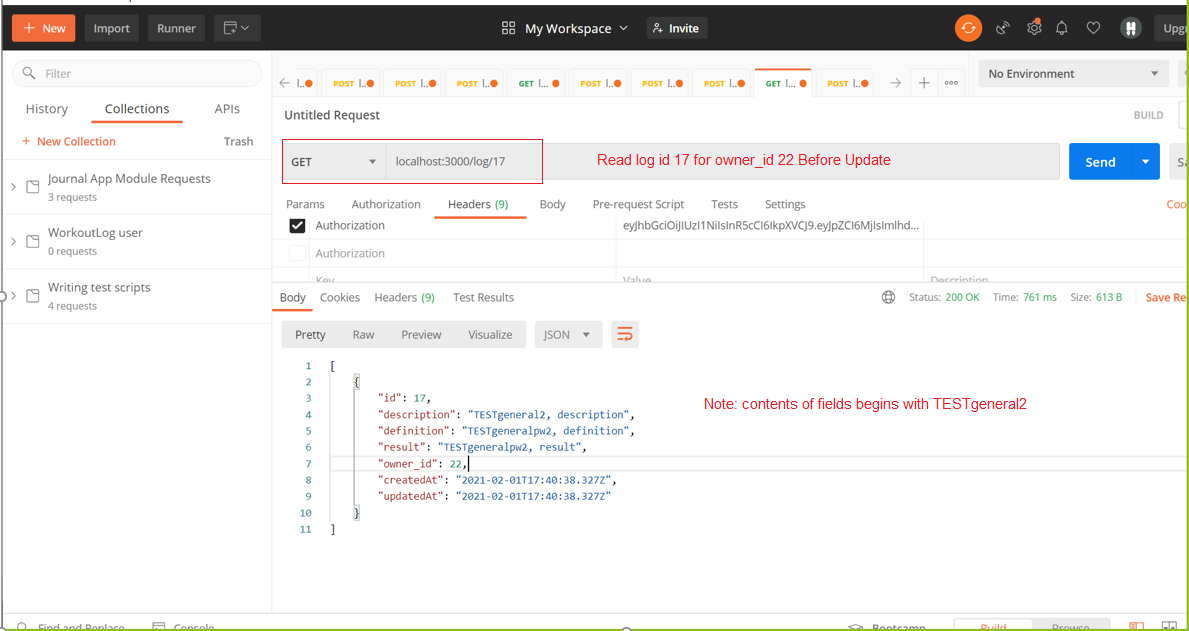 New Import Runner My Workspace Invite Upgr
Filter
History Collections APIs
+ New Collection Trash
Journal App Module Requests
3 requests
WorkoutLog user
0 requests
Writing test scripts
4 requests
l.. POST l.. POST l.. POST l.. GET l... POST l.. POST l.. POST l.. GET l... POST l.. No Environment
Untitled Request BUILD
GET localhost:3000/log/17 Read log id 17 for owner_id 22 Before Update Send Sa
Params Authorization Headers (9) Body Pre-request Script Tests Settings Coo
Authorization eyJhbGciOiJIUzI1NiIsInR5cCI6IkpXVCJ9.eyJpZCI6MjIsImlhd...
Authorization
Key Value Description
Body Cookies Headers (9) Test Results Status: 200 OK Time: 761 ms Size: 613 B Save Re
Pretty Raw Preview Visualize JSON
1 [
2 {
3 "id": 17,
4 "description": "TESTgeneral2, description",
Note: contents of fields begins with TESTgeneral2
5 "definition": "TESTgeneralpw2, definition",
6 "result": "TESTgeneralpw2, result",
7 "owner_id": 22,
8 "createdAt": "2021-02-01T17:40:38.327Z",
9 "updatedAt": "2021-02-01T17:40:38.327Z"
10 }
11 ]
Find and Replace Console Bootcamp Build Browse